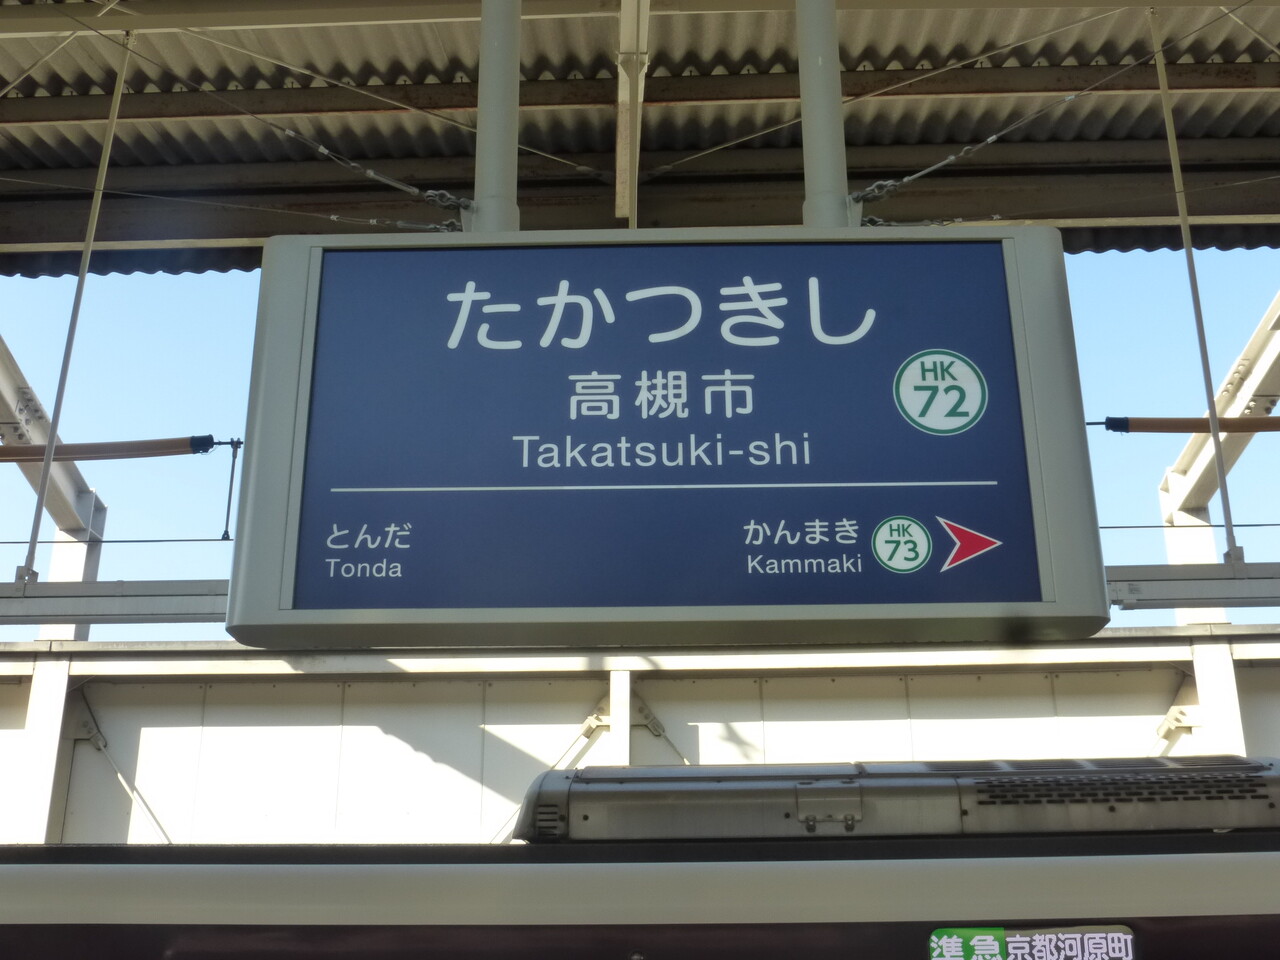 たかつきし
高槻市
HK
72
Takatsuki-shi
とんだ
Tonda
かんまき
Kammaki
HK
73
準急 京都河原町